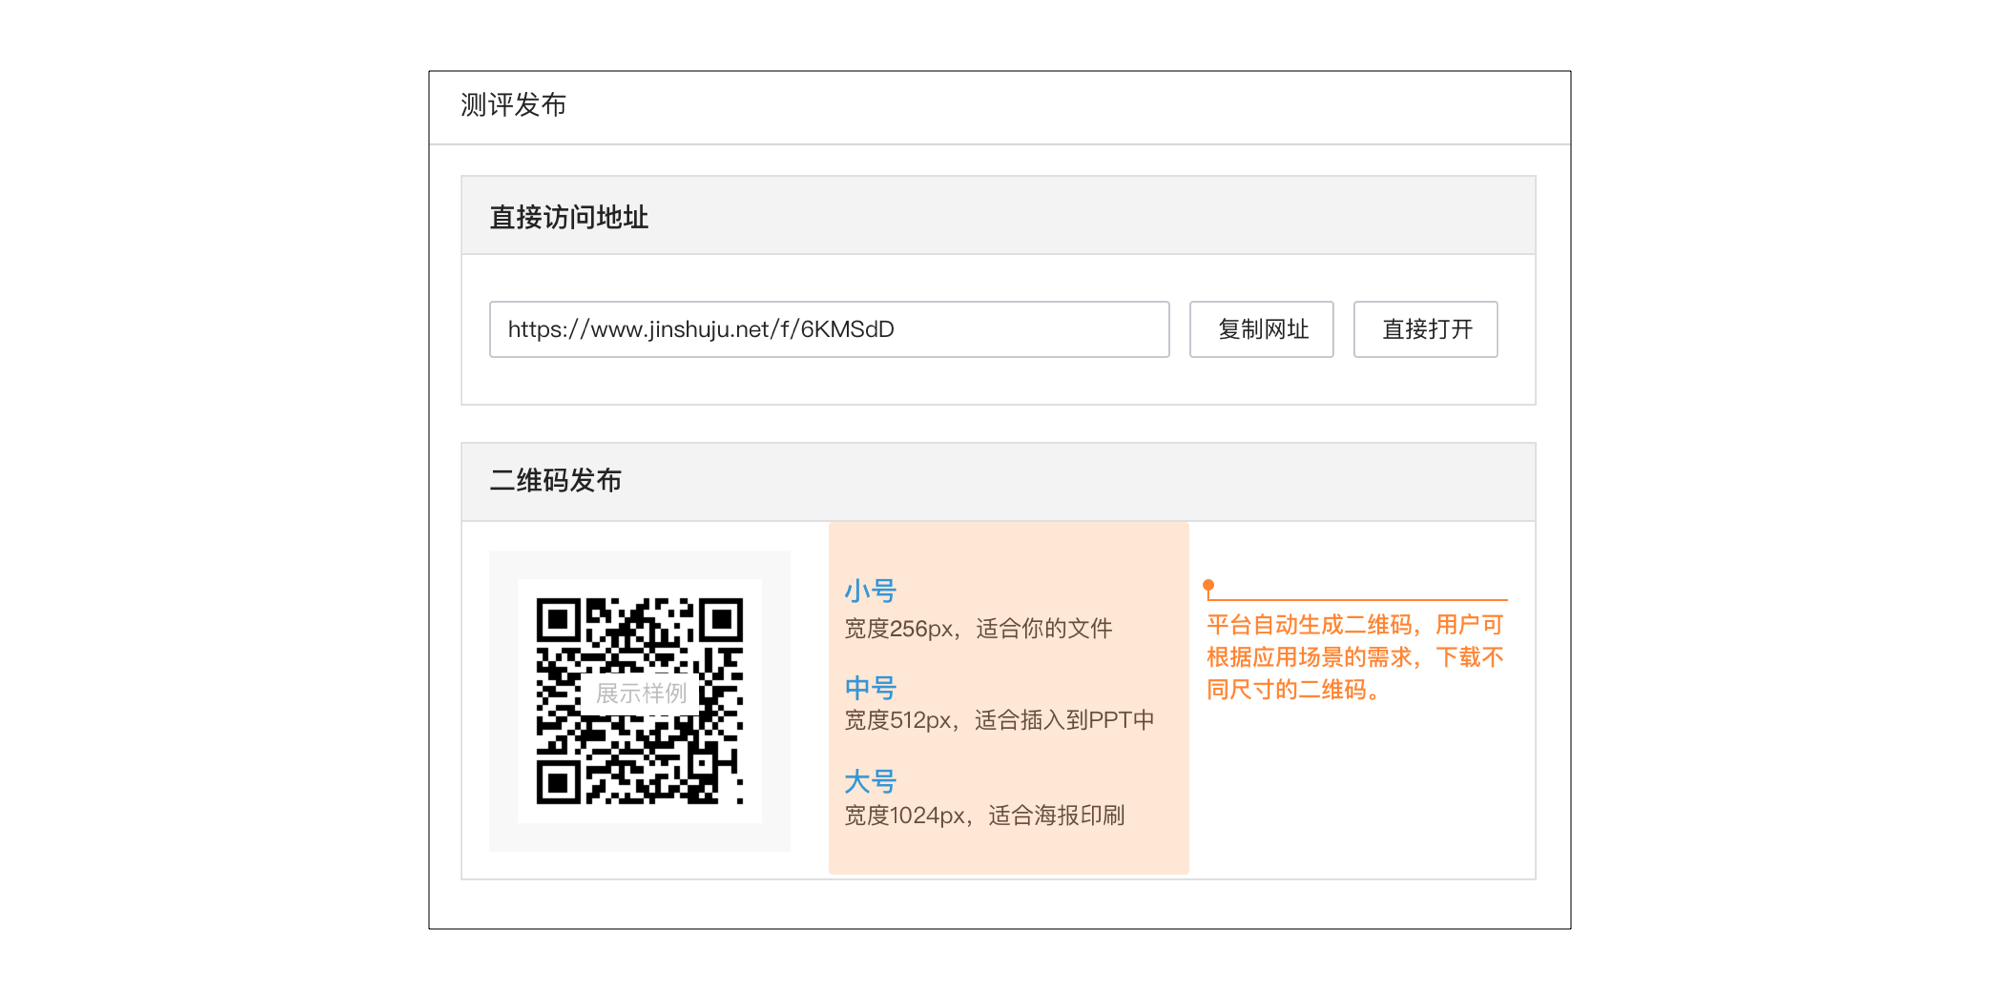 测评发布
直接访问地址
https://www.jinshuju.net/f/6KMSdD
复制网址
直接打开
二维码发布
展示样例
小号
宽度256px，适合你的文件
中号
宽度512px，适合插入到PPT中
大号
宽度1024px，适合海报印刷
平台自动生成二维码，用户可
根据应用场景的需求，下载不
同尺寸的二维码。